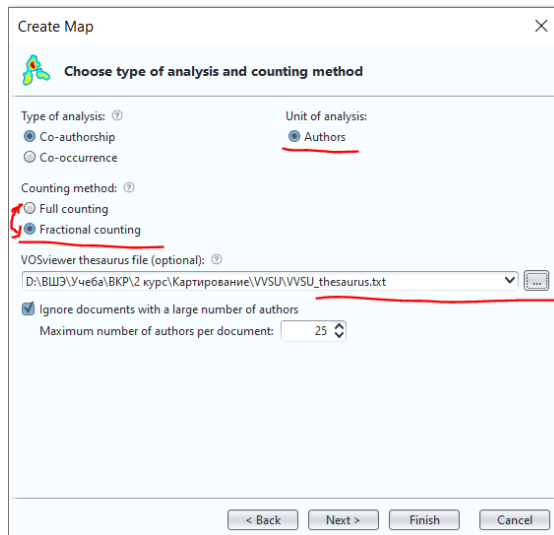 Create Map
Choose type of analysis and counting method
Type of analysis:
Unit of analysis:
Co-authorship
Authors
Co-occurrence
Counting method:
Full counting
Fractional counting
VOSviewer thesaurus file (optional):
D:\ВШЭ\Учеба\ВКР\2 курс\Картирование\VVSU\VVSU_thesaurus.txt
...
Ignore documents with a large number of authors
Maximum number of authors per document: 25
< Back Next > Finish Cancel